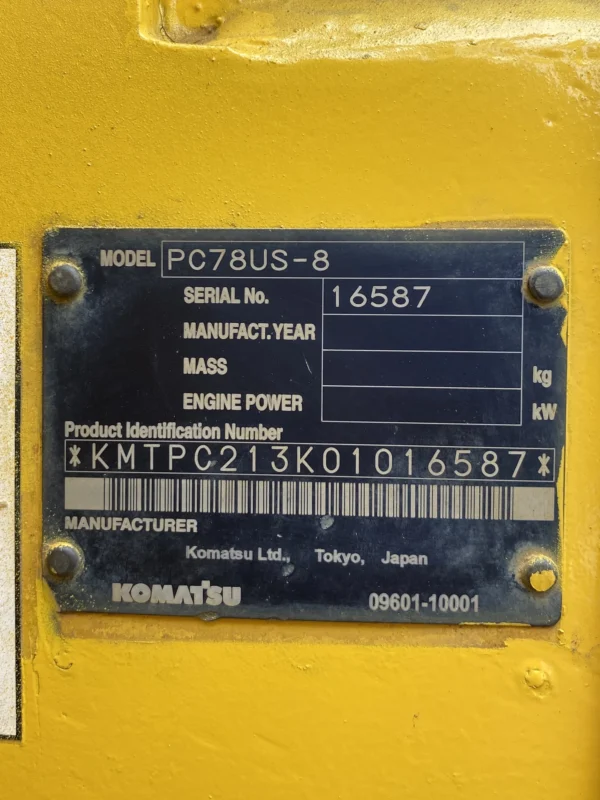 MODEL PC78US-8
SERIAL No. 16587
MANUFACT.YEAR
MASS kg
ENGINE POWER kW
Product Identification Number
*KMTPC213K01016587*
MANUFACTURER
Komatsu Ltd., Tokyo, Japan
KOMATSU 09601-10001